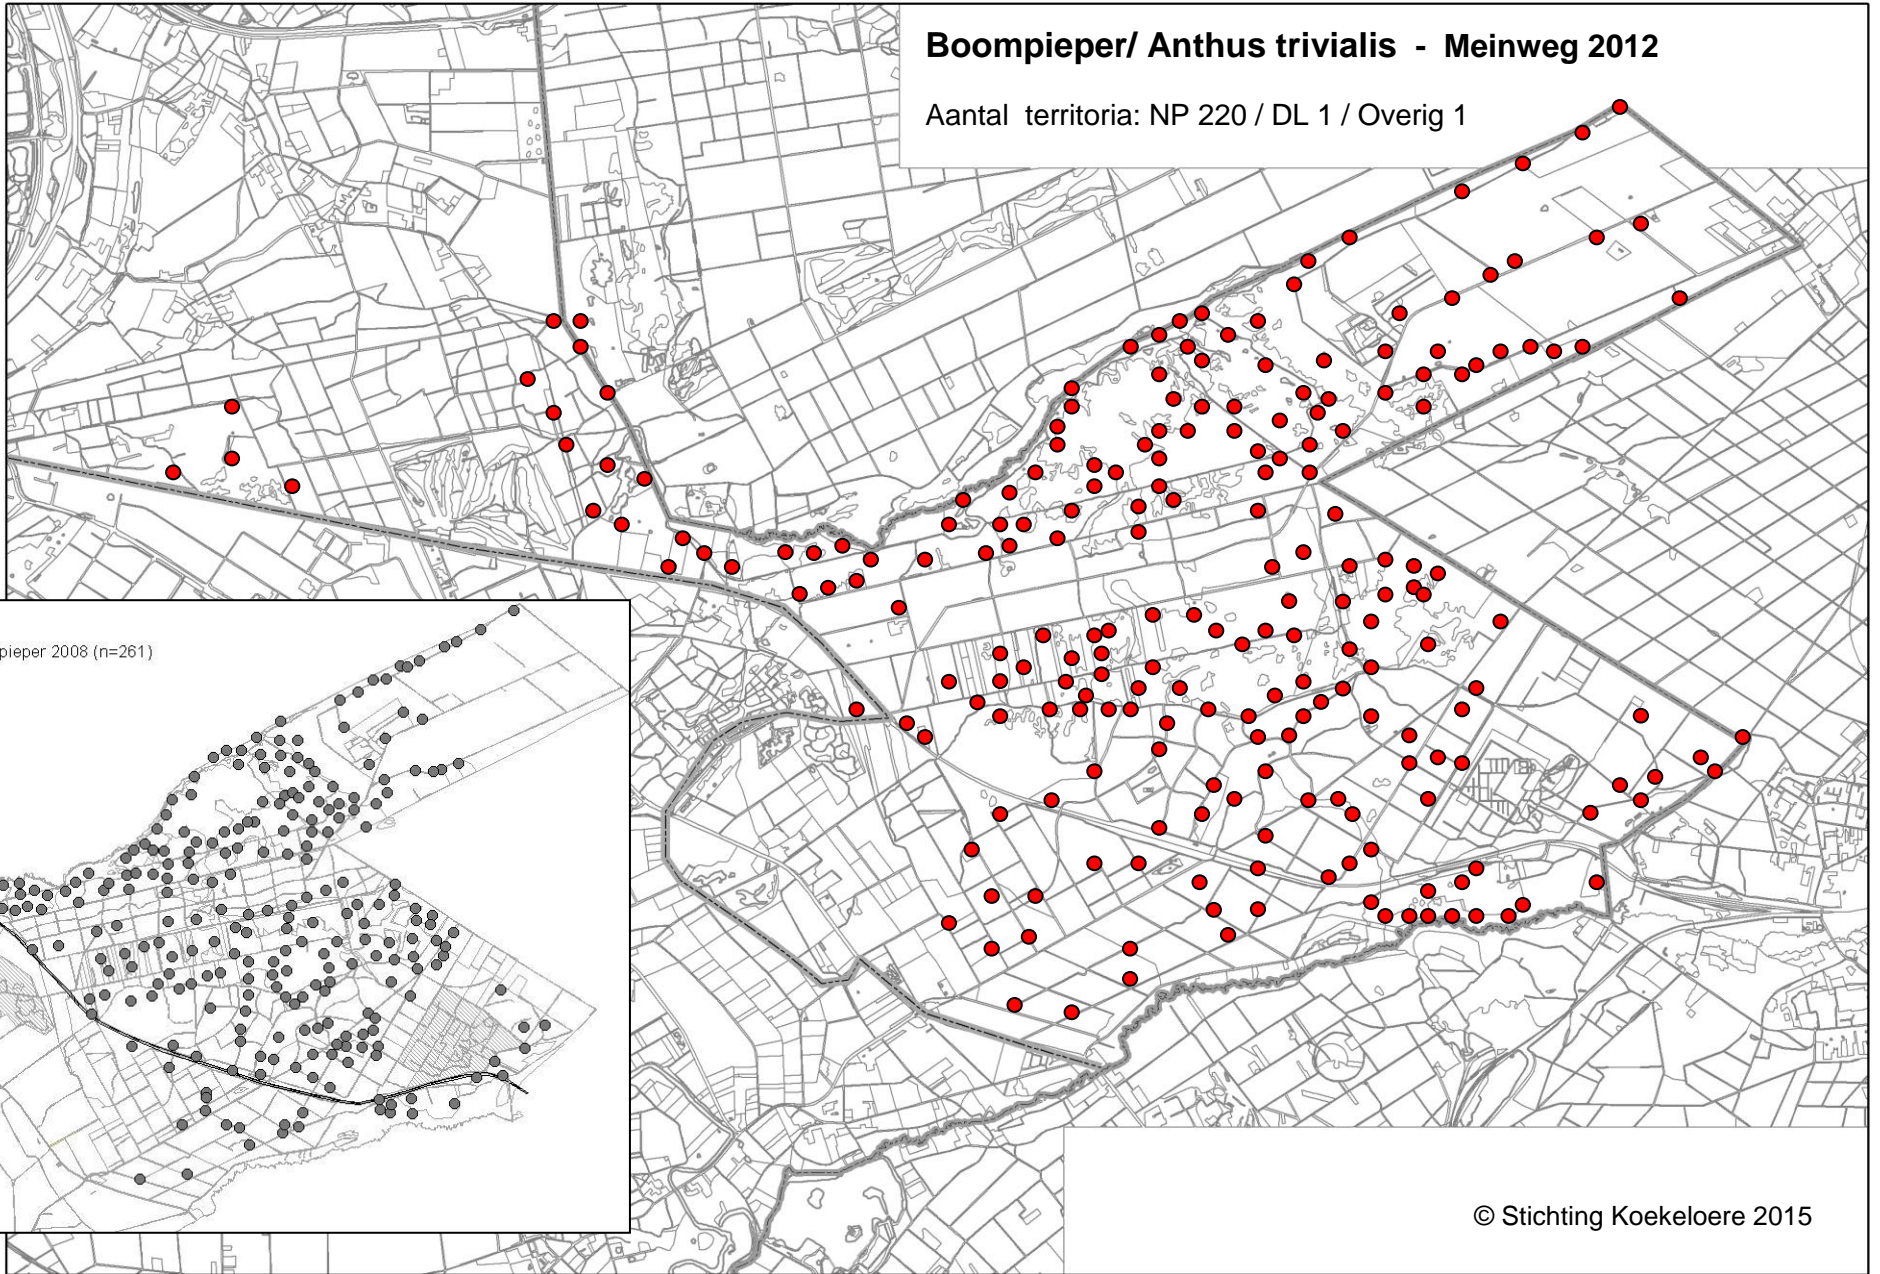 Boompieper/ Anthus trivialis - Meinweg 2012
Aantal territoria: NP 220 / DL 1 / Overig 1
pieper 2008 (n=261)
© Stichting Koekeloere 2015